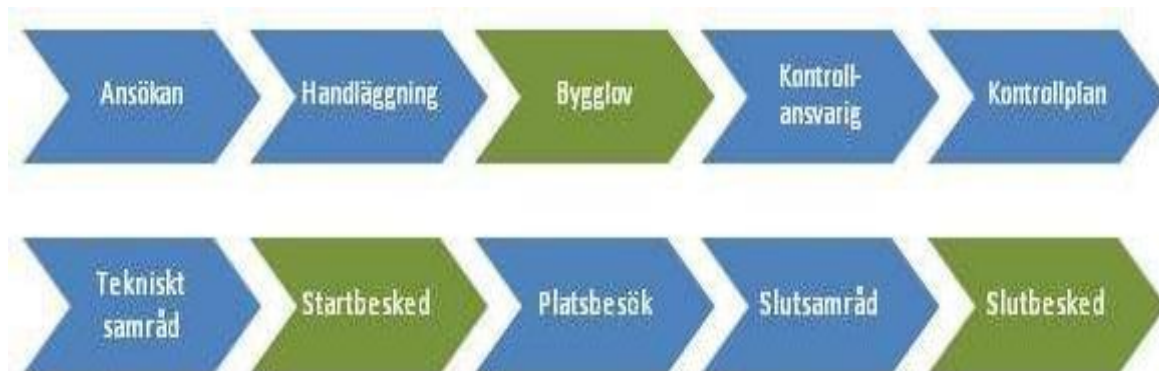 Ansökan
Handläggning
Bygglov
Kontroll-
ansvarig
Kontrollplan
Tekniskt
samråd
Startbesked
Platsbesök
Slutsamråd
Slutbesked